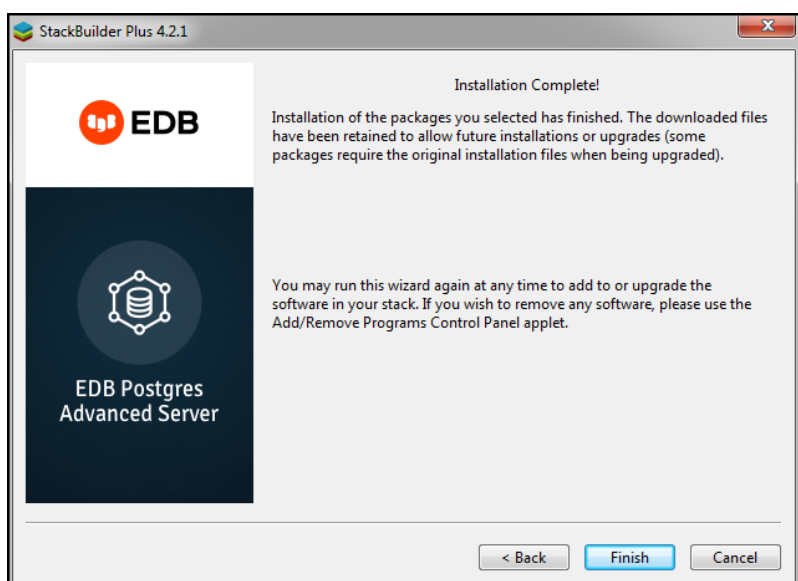 StackBuilder Plus 4.2.1
EDB
Installation Complete!
Installation of the packages you selected has finished. The downloaded files
have been retained to allow future installations or upgrades (some
packages require the original installation files when being upgraded).
You may run this wizard again at any time to add to or upgrade the
software in your stack. If you wish to remove any software, please use the
Add/Remove Programs Control Panel applet.
EDB Postgres
Advanced Server
< Back
Finish
Cancel